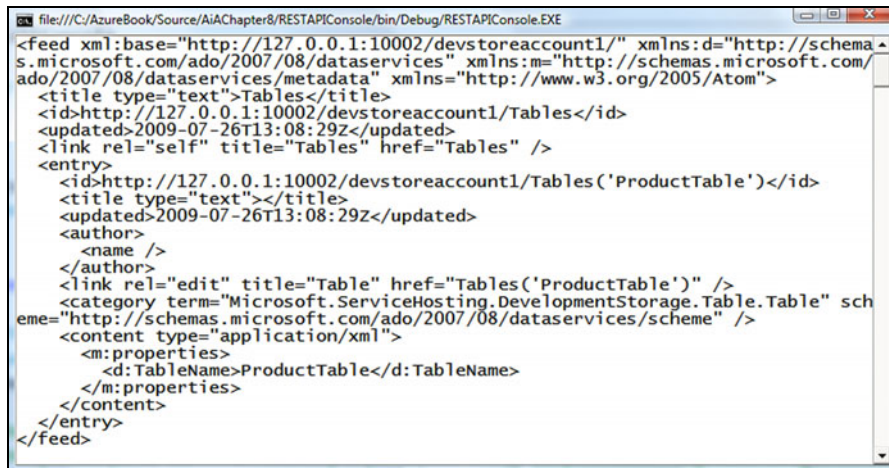 file:///C:/AzureBook/Source/AiAChapter8/RESTAPIConsole/bin/Debug/RESTAPIConsole.EXE
<feed xml:base="http://127.0.0.1:10002/devstoreaccount1/" xmlns:d="http://schema
s.microsoft.com/ado/2007/08/dataservices" xmlns:m="http://schemas.microsoft.com/
ado/2007/08/dataservices/metadata" xmlns="http://www.w3.org/2005/Atom">
  <title type="text">Tables</title>
  <id>http://127.0.0.1:10002/devstoreaccount1/Tables</id>
  <updated>2009-07-26T13:08:29Z</updated>
  <link rel="self" title="Tables" href="Tables" />
  <entry>
    <id>http://127.0.0.1:10002/devstoreaccount1/Tables('ProductTable')</id>
    <title type="text"></title>
    <updated>2009-07-26T13:08:29Z</updated>
    <author>
      <name />
    </author>
    <link rel="edit" title="Table" href="Tables('ProductTable')" />
    <category term="Microsoft.ServiceHosting.DevelopmentStorage.Table.Table" sch
eme="http://schemas.microsoft.com/ado/2007/08/dataservices/scheme" />
    <content type="application/xml">
      <m:properties>
        <d:TableName>ProductTable</d:TableName>
      </m:properties>
    </content>
  </entry>
</feed>